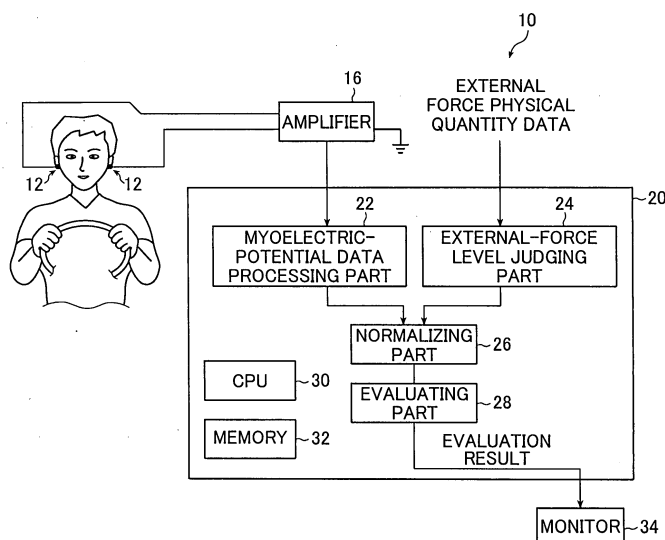 10
16
AMPLIFIER
EXTERNAL
FORCE PHYSICAL
QUANTITY DATA
12
12
20
22
MYOELECTRIC-
POTENTIAL DATA
PROCESSING PART
24
EXTERNAL-FORCE
LEVEL JUDGING
PART
NORMALIZING
PART
26
CPU
30
EVALUATING
PART
28
MEMORY
32
EVALUATION
RESULT
MONITOR
34